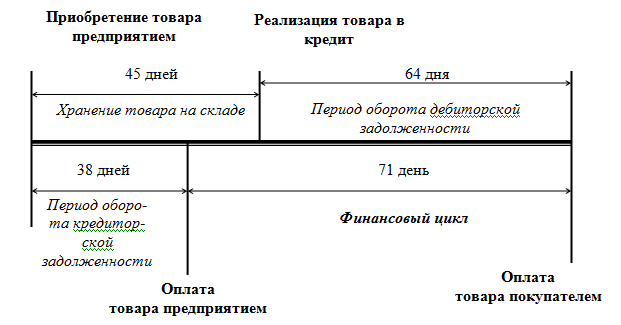 Приобретение товара
предприятием
Реализация товара в
кредит
45 дней
64 дня
Хранение товара на складе
Период оборота дебиторской
задолженности
38 дней
71 день
Период оборо-
та кредитор-
ской
задолженности
Финансовый цикл
Оплата
товара предприятием
Оплата
товара покупателем